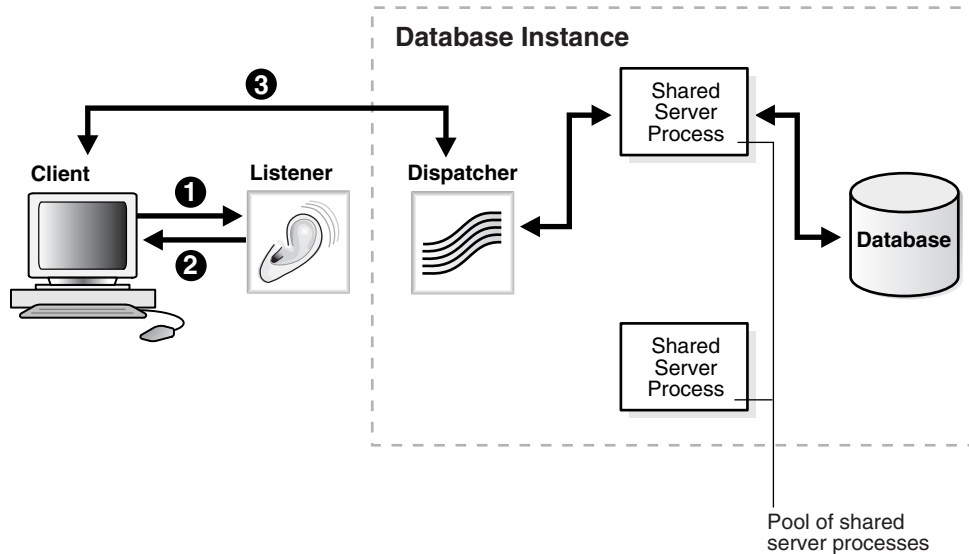 Database Instance
3
Shared
Server
Process
Client
Listener
Dispatcher
1
2
Database
Shared
Server
Process
Pool of shared
server processes